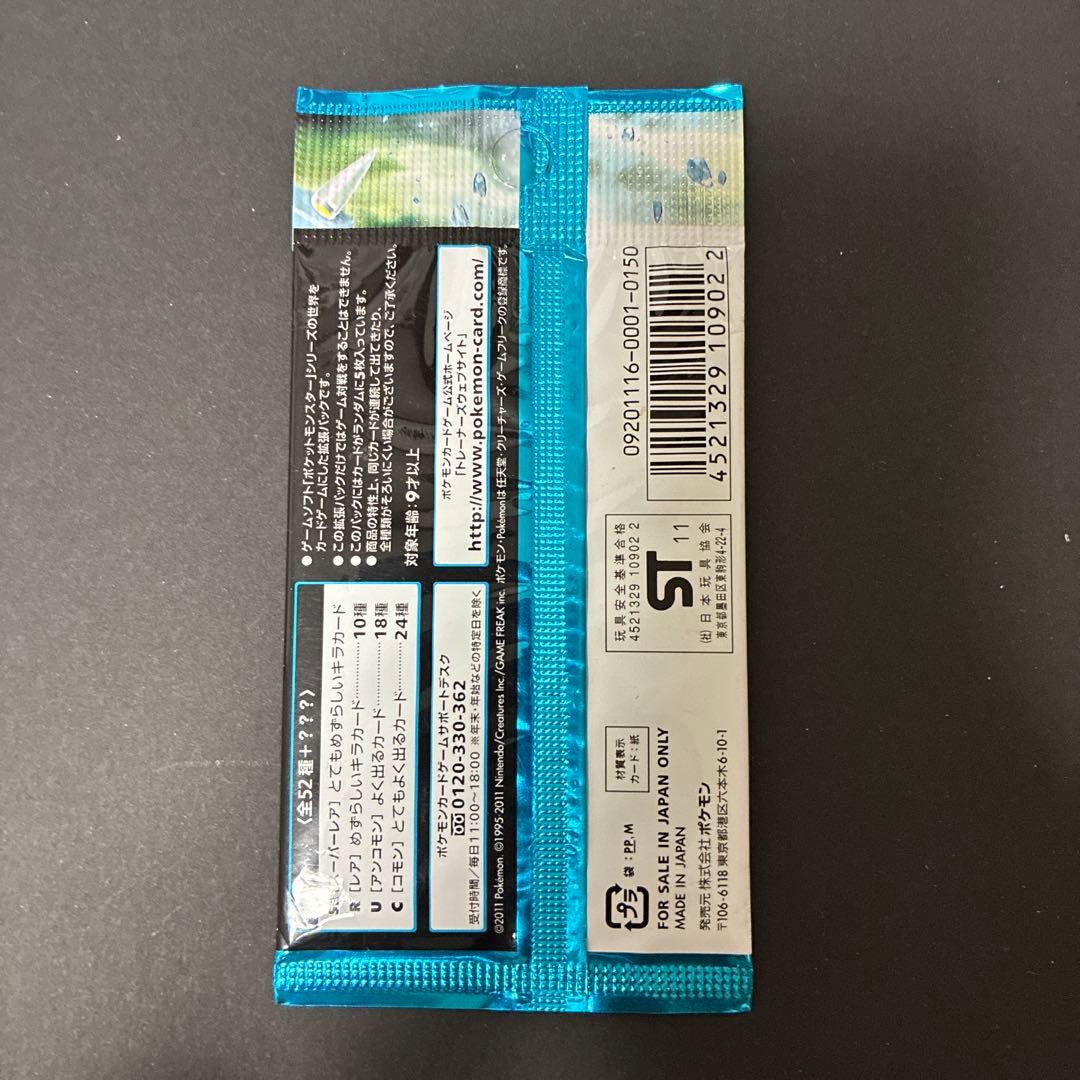 ●ゲームソフト「ポケットモンスター」シリーズの世界を
カードゲームにした拡張パックです。
●この拡張パックだけではゲーム対戦をすることはできません。
●このパックにはカードがランダムに5枚入っています。
●商品の特性上、同じカードが連続して出てきたり、
全種類がそろいにくい場合がございますので、ご了承ください。
対象年齢:9才以上
ポケモンカードゲーム公式ホームページ
「トレーナーズウェブサイト」
http://www.pokemon-card.com/
〈全52種+???〉
ーパーレア]とてもめずらしいキラカード
R[レア]めずらしいキラカード…………10種
U[アンコモン]よく出るカード…………18種
C[コモン]とてもよく出るカード………24種
ポケモンカードゲームサポートデスク
0120-330-362
受付時間/毎日11:00~18:00 ※年末・年始などの特定日を除く
©2011 Pokémon. ©1995-2011 Nintendo/Creatures Inc./GAME FREAK inc. ポケモン・Pokémonは任天堂・クリーチャーズ・ゲームフリークの登録商標です。
09201116-0001-0150
4521329 10902 2
玩具安全基準合格
4521329 10902 2
ST 11
(社)日本玩具協会
東京都墨田区東駒形4-22-4
材質表示
カード:紙
プラ
袋:PP,M
FOR SALE IN JAPAN ONLY
MADE IN JAPAN
発売元 株式会社 ポケモン
〒106-6118 東京都港区六本木6-10-1